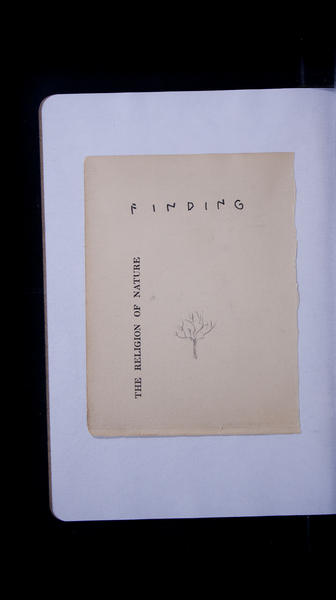 FINDING
THE RELIGION OF NATURE